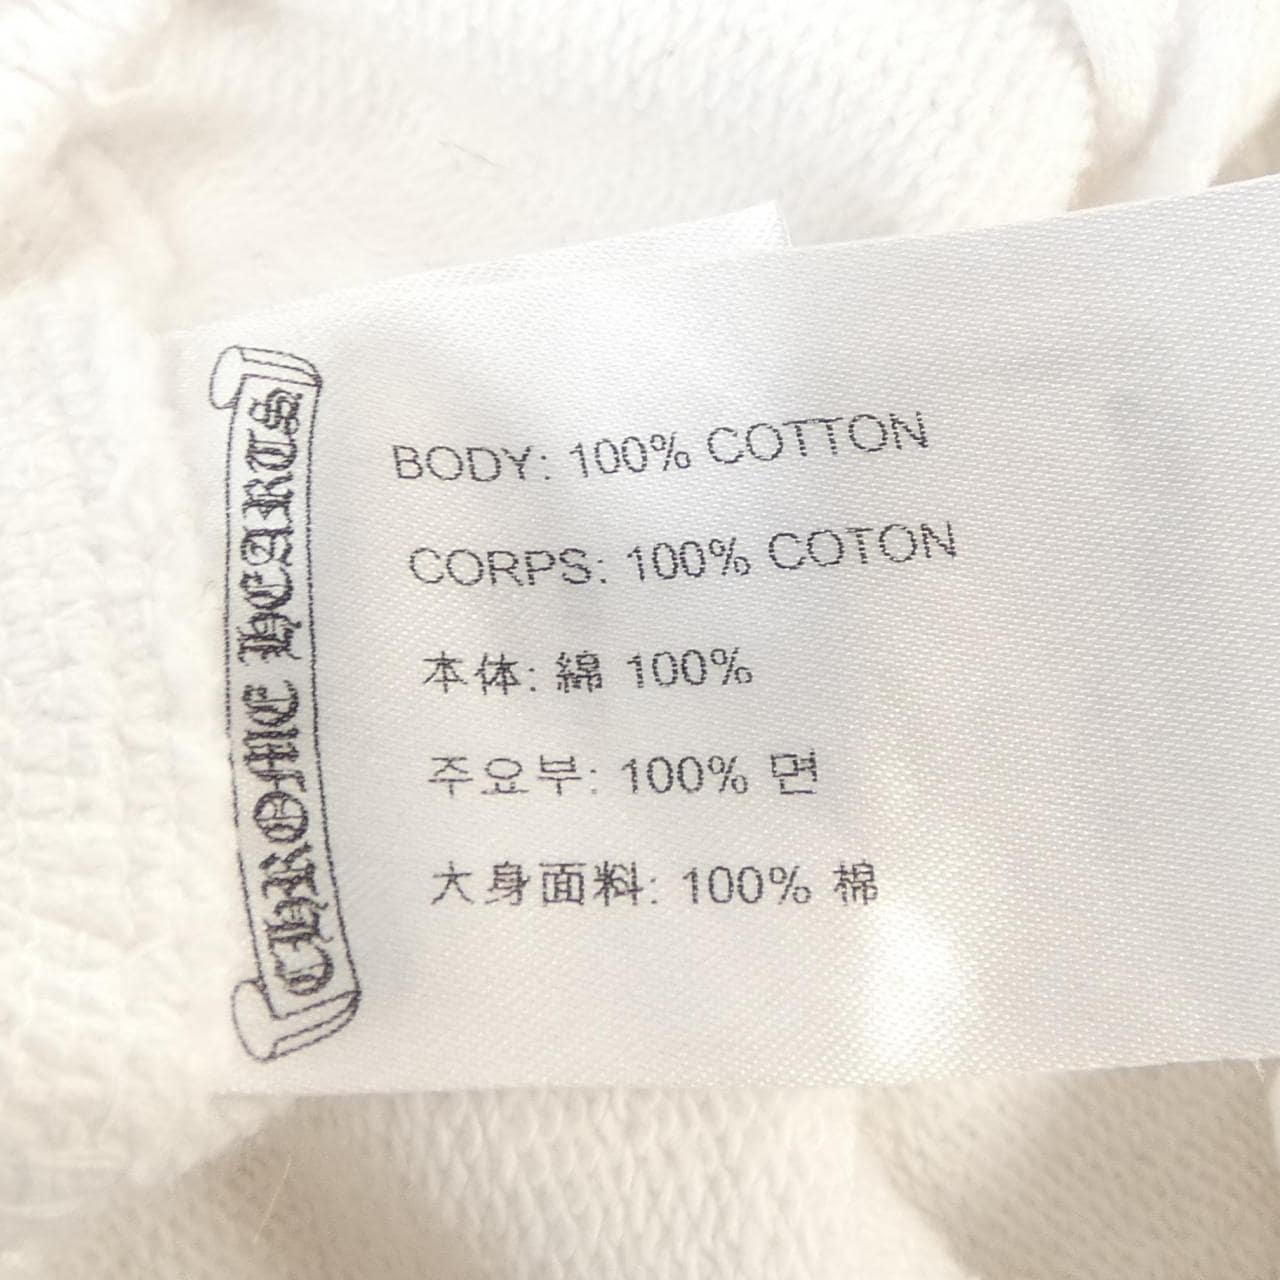 CHROME HEARTS
BODY: 100% COTTON
CORPS: 100% COTON
本体: 綿 100%
주요부: 100% 면
大身面料: 100% 棉